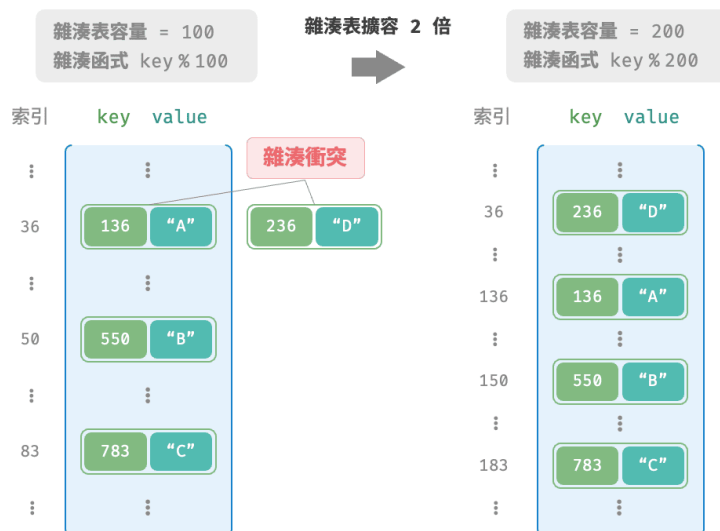 雜湊表容量 = 100
雜湊函式 key % 100
雜湊表擴容 2 倍
雜湊表容量 = 200
雜湊函式 key % 200
索引 key value
雜湊衝突
36 136 “A” 236 “D”
50 550 “B”
83 783 “C”
索引 key value
36 236 “D”
136 136 “A”
150 550 “B”
183 783 “C”